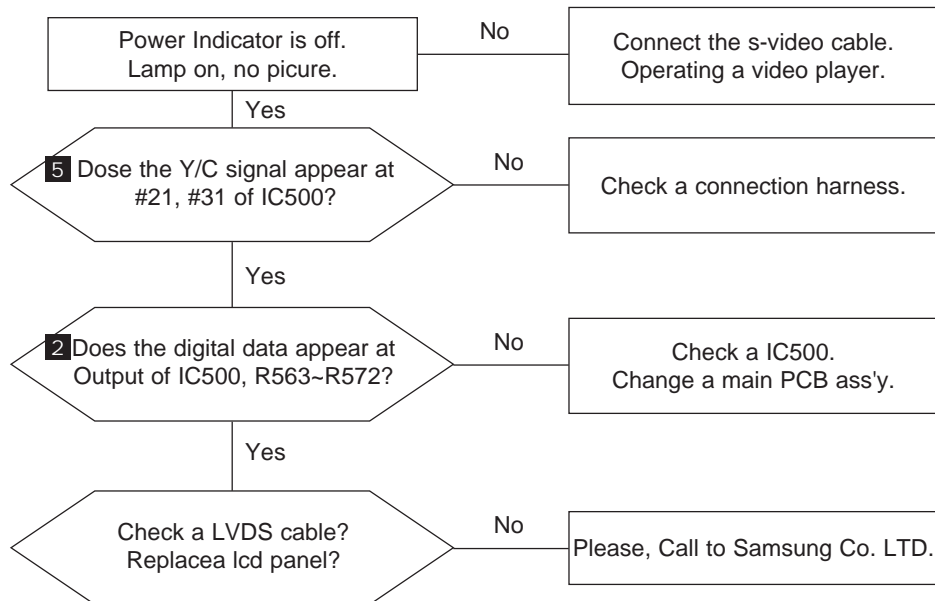 Power Indicator is off.
Lamp on, no picure.
No
Connect the s-video cable.
Operating a video player.
Yes
5 Dose the Y/C signal appear at
#21, #31 of IC500?
No
Check a connection harness.
Yes
2 Does the digital data appear at
Output of IC500, R563~R572?
No
Check a IC500.
Change a main PCB ass'y.
Yes
Check a LVDS cable?
Replacea lcd panel?
No
Please, Call to Samsung Co. LTD.